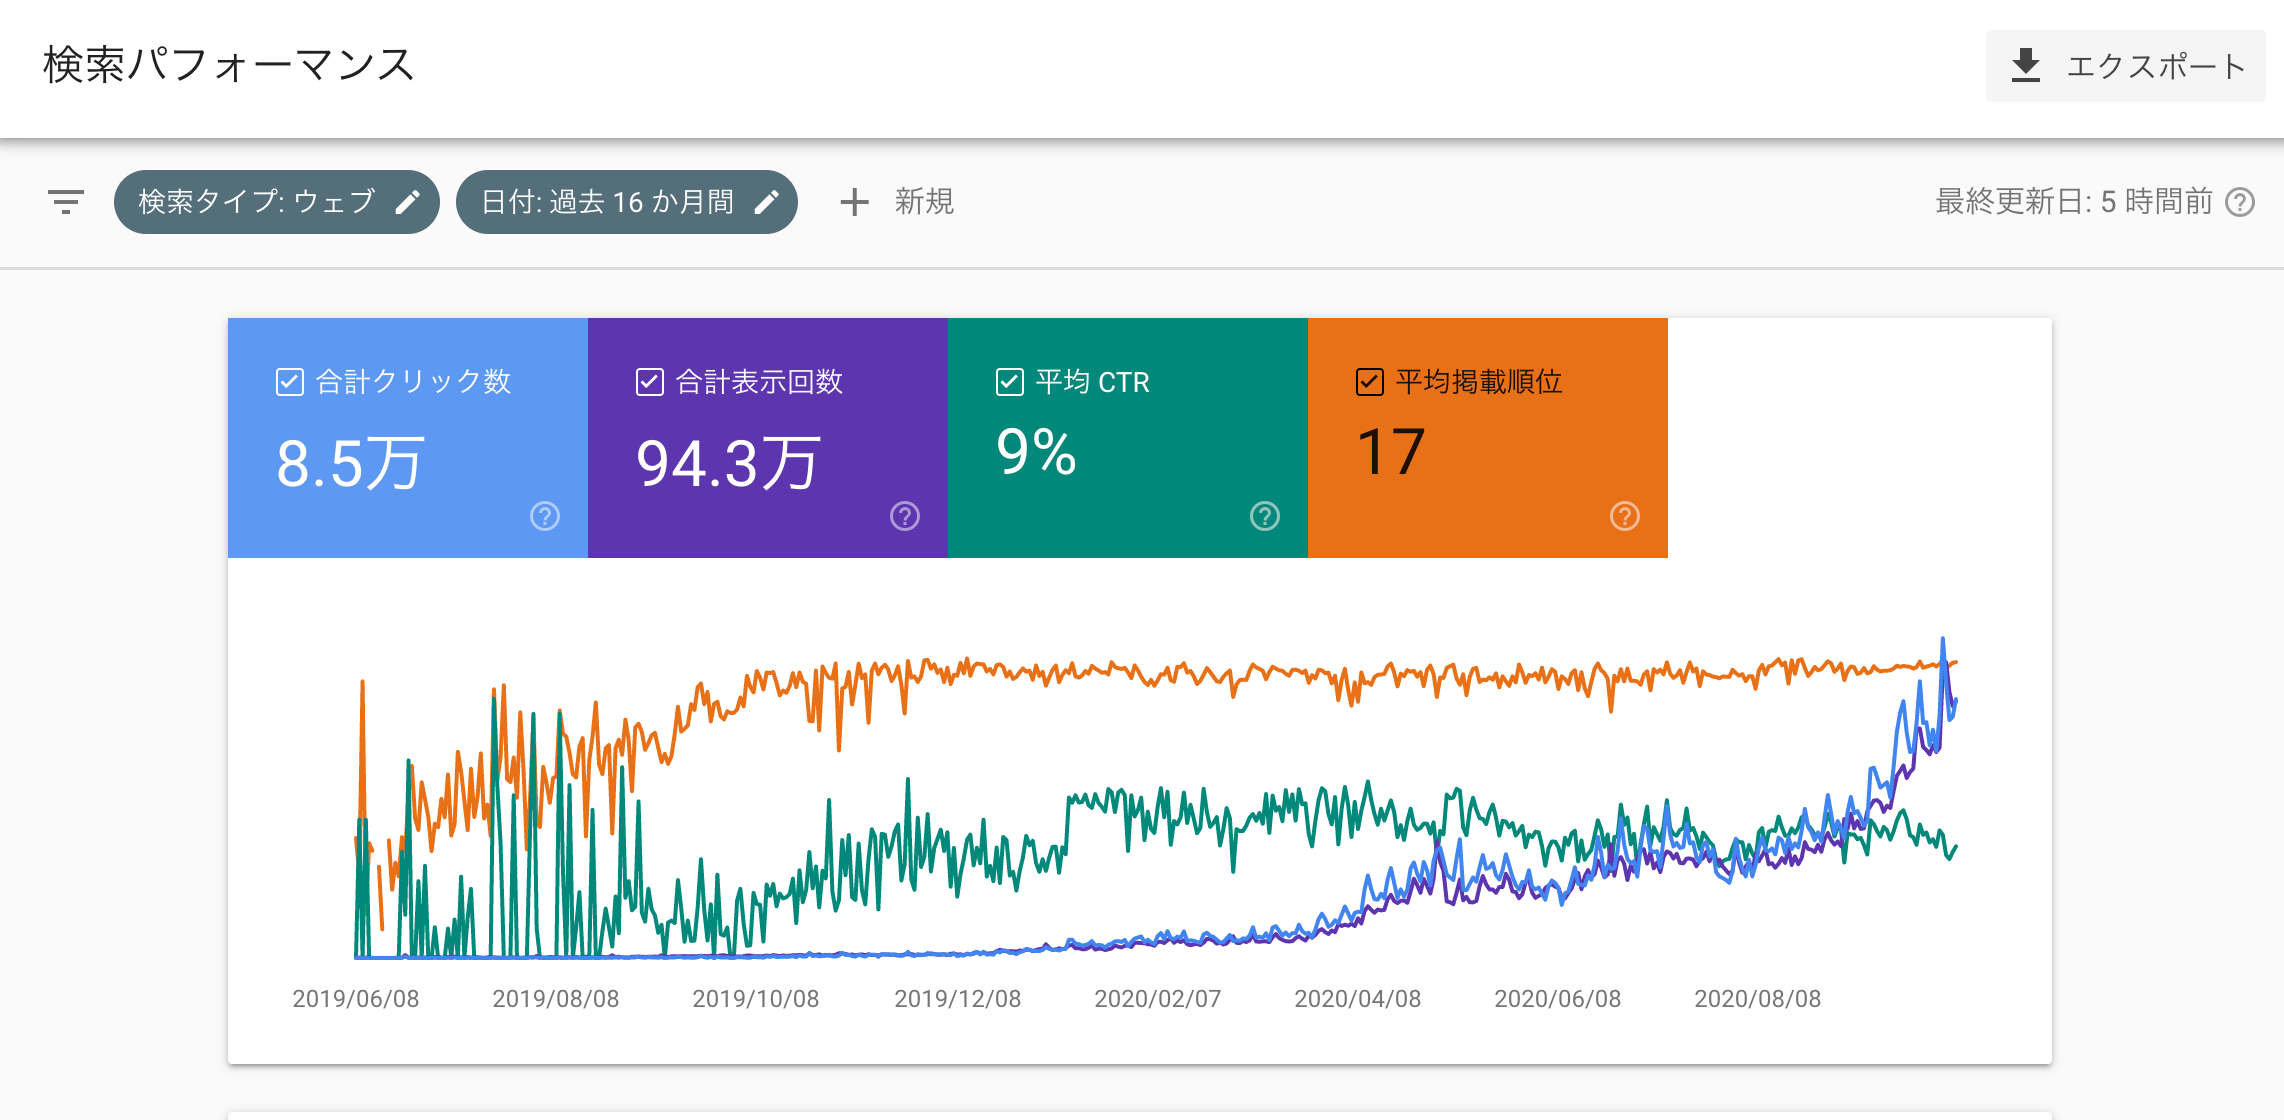 検索パフォーマンス
エクスポート
検索タイプ: ウェブ
日付: 過去 16 か月間
新規
最終更新日: 5 時間前
合計クリック数
8.5万
合計表示回数
94.3万
平均 CTR
9%
平均掲載順位
17
2019/06/08
2019/08/08
2019/10/08
2019/12/08
2020/02/07
2020/04/08
2020/06/08
2020/08/08